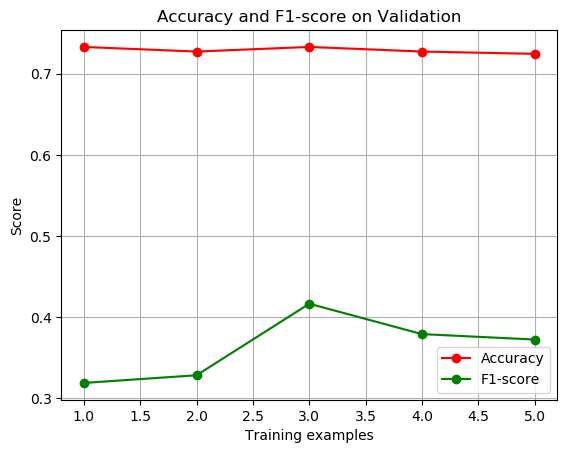 Accuracy and F1-score on Validation
Score
0.7
0.6
0.5
0.4
0.3
Accuracy
F1-score
1.0 1.5 2.0 2.5 3.0 3.5 4.0 4.5 5.0
Training examples